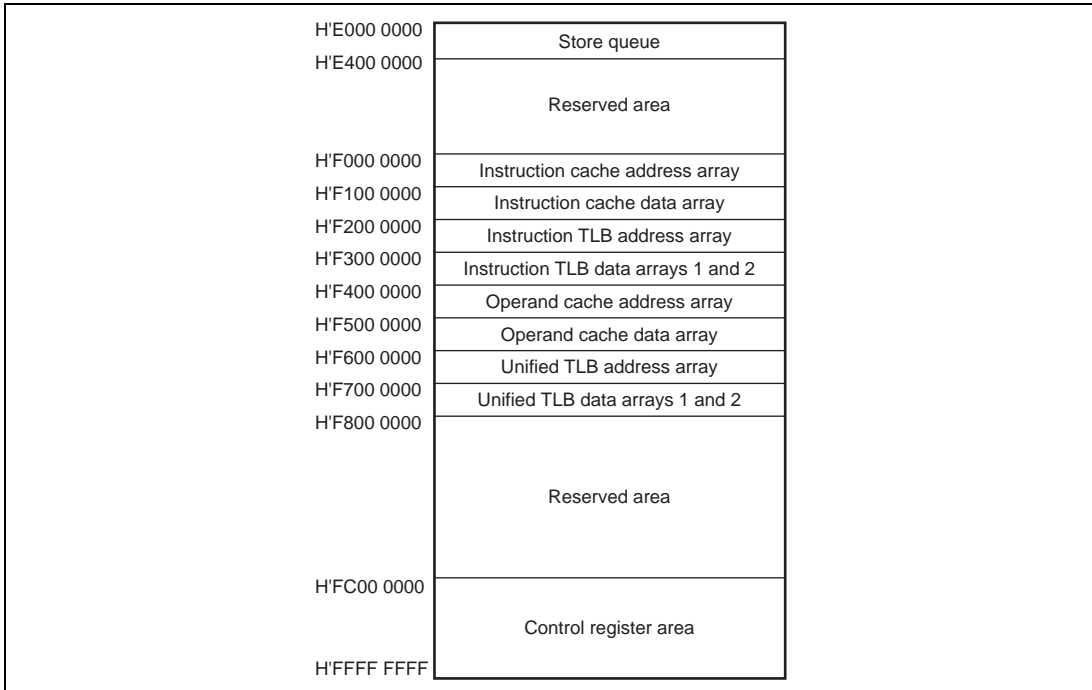 H'E000 0000
Store queue
H'E400 0000
Reserved area
H'F000 0000
Instruction cache address array
H'F100 0000
Instruction cache data array
H'F200 0000
Instruction TLB address array
H'F300 0000
Instruction TLB data arrays 1 and 2
H'F400 0000
Operand cache address array
H'F500 0000
Operand cache data array
H'F600 0000
Unified TLB address array
H'F700 0000
Unified TLB data arrays 1 and 2
H'F800 0000
Reserved area
H'FC00 0000
Control register area
H'FFFF FFFF